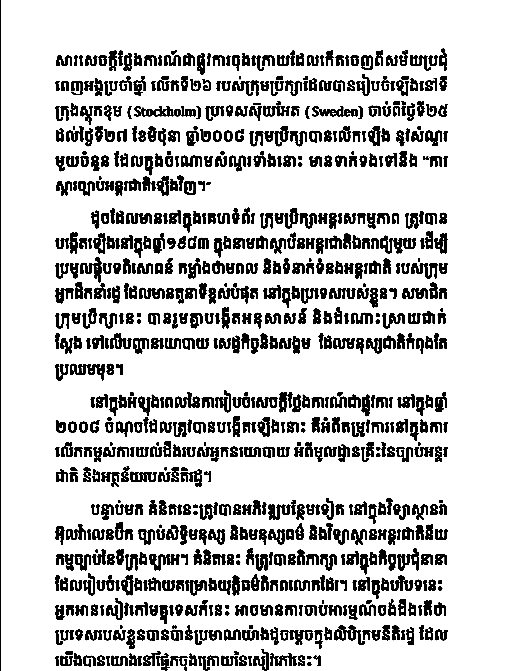 សារសេចក្ដីថ្លែងការណ៍ជាផ្លូវការចុងក្រោយដែលកើតចេញពីសម័យប្រជុំ
ពេញអង្គប្រចាំឆ្នាំ លើកទី២៦ របស់ក្រុមប្រឹក្សាដែលបានរៀបចំឡើងនៅទី
ក្រុងស្តុកខុម (Stockholm) ប្រទេសស៊ុយអែត (Sweden) ចាប់ពីថ្ងៃទី២៥
ដល់ថ្ងៃទី២៧ ខែមិថុនា ឆ្នាំ២០០៨ ក្រុមប្រឹក្សាបានលើកឡើង នូវសំណួរ
មួយចំនួន ដែលក្នុងចំណោមសំណួរទាំងនោះ មានទាក់ទងទៅនឹង “ការ
ស្តារច្បាប់អន្តរជាតិឡើងវិញ។”
ដូចដែលមាននៅក្នុងគេហទំព័រ ក្រុមប្រឹក្សាអន្តរសកម្មភាព ត្រូវបាន
បង្កើតឡើងនៅក្នុងឆ្នាំ១៩៨៣ ក្នុងនាមជាស្ថាប័នអន្តរជាតិឯករាជ្យមួយ ដើម្បី
ប្រមូលផ្តុំបទពិសោធន៍ កម្លាំងថាមពល និងទំនាក់ទំនងអន្តរជាតិ របស់ក្រុម
អ្នកដឹកនាំរដ្ឋ ដែលមានតួនាទីខ្ពស់បំផុត នៅក្នុងប្រទេសរបស់ខ្លួន។ សមាជិក
ក្រុមប្រឹក្សានេះ បានរួមគ្នាបង្កើតអនុសាសន៍ និងដំណោះស្រាយជាក់
ស្តែង ទៅលើបញ្ហានយោបាយ សេដ្ឋកិច្ចនិងសង្គម ដែលមនុស្សជាតិកំពុងតែ
ប្រឈមមុខ។
នៅក្នុងអំឡុងពេលនៃការរៀបចំសេចក្ដីថ្លែងការណ៍ជាផ្លូវការ នៅក្នុងឆ្នាំ
២០០៨ ចំណុចដែលត្រូវបានបង្កើតឡើងនោះ គឺអំពីតម្រូវការនៅក្នុងការ
លើកកម្ពស់ការយល់ដឹងរបស់អ្នកនយោបាយ អំពីមូលដ្ឋានគ្រឹះនៃច្បាប់អន្តរ
ជាតិ និងអត្ថន័យរបស់នីតិរដ្ឋ។
បន្ទាប់មក គំនិតនេះត្រូវបានអភិវឌ្ឍបន្ថែមទៀត នៅក្នុងវិទ្យាស្ថានរ៉ា
អ៊ុលវ៉ាលេនប៊ឺក ច្បាប់សិទ្ធិមនុស្ស និងមនុស្សធម៌ និងវិទ្យាស្ថានអន្តរជាតិនីយ
កម្មច្បាប់នៃទីក្រុងឡាអេ។ គំនិតនេះ ក៏ត្រូវបានពិភាក្សា នៅក្នុងកិច្ចប្រជុំនានា
ដែលរៀបចំឡើងដោយគម្រោងយុត្តិធម៌ពិភពលោកដែរ។ នៅក្នុងបរិបទនេះ
អ្នកអានសៀវភៅមគ្គុទេសក៍នេះ អាចមានការចាប់អារម្មណ៍ចង់ដឹងតើថា
ប្រទេសរបស់ខ្លួនបានប៉ាន់ប្រមាណយ៉ាងដូចម្តេចក្នុងលិបិក្រមនីតិរដ្ឋ ដែល
យើងបានយោងនៅផ្នែកចុងក្រោយនៃសៀវភៅនេះ។